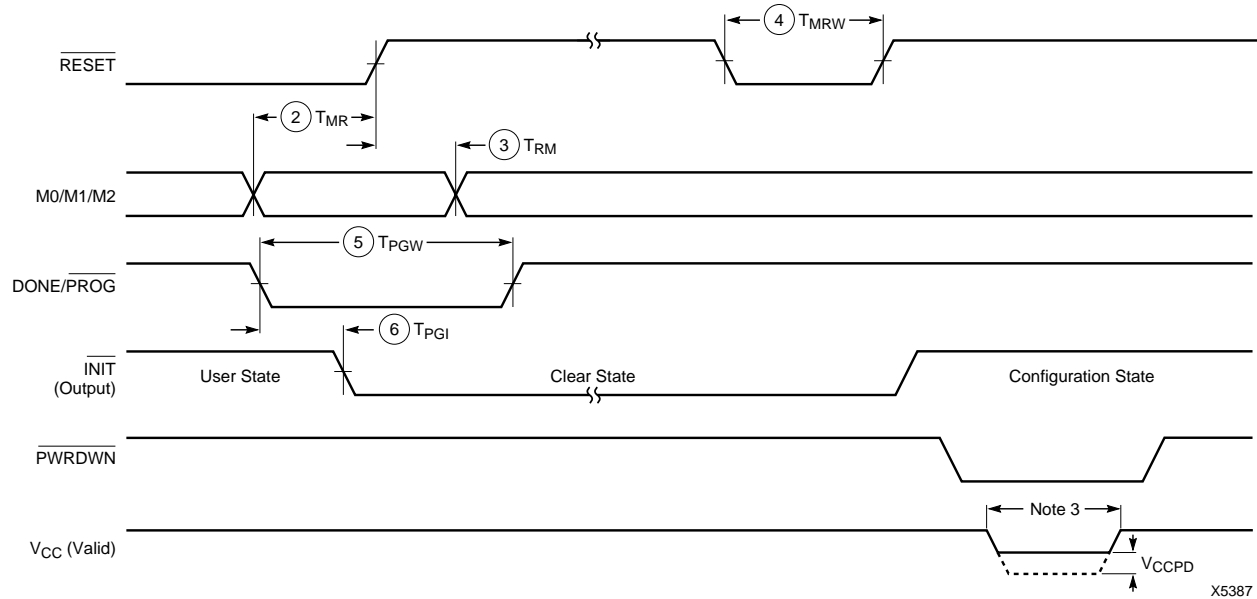 4 TMRW
RESET
2 TMR
3 TRM
M0/M1/M2
5 TPGW
DONE/PROG
6 TPGI
INIT
(Output)
User State
Clear State
Configuration State
PWRDWN
Note 3
VCC (Valid)
VCCPD
X5387